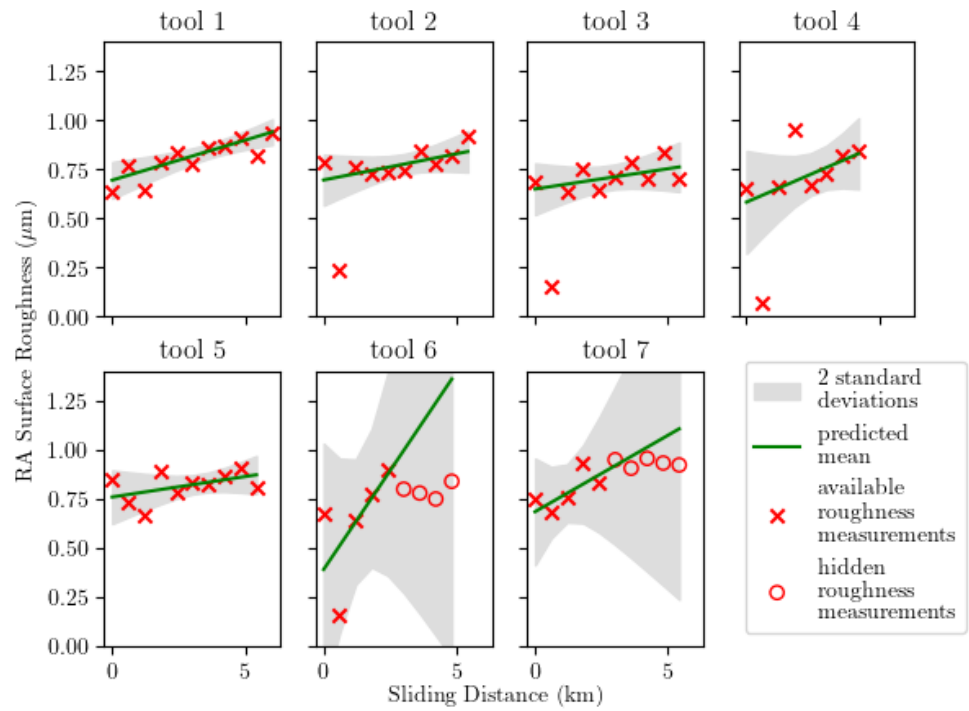 tool 1
tool 2
tool 3
tool 4
1.25
1.00
0.75
0.50
0.25
0.00
RA Surface Roughness (μm)
tool 5
tool 6
tool 7
1.25
1.00
0.75
0.50
0.25
0.00
0
5
0
5
0
5
Sliding Distance (km)
2 standard
deviations
predicted
mean
available
roughness
measurements
hidden
roughness
measurements